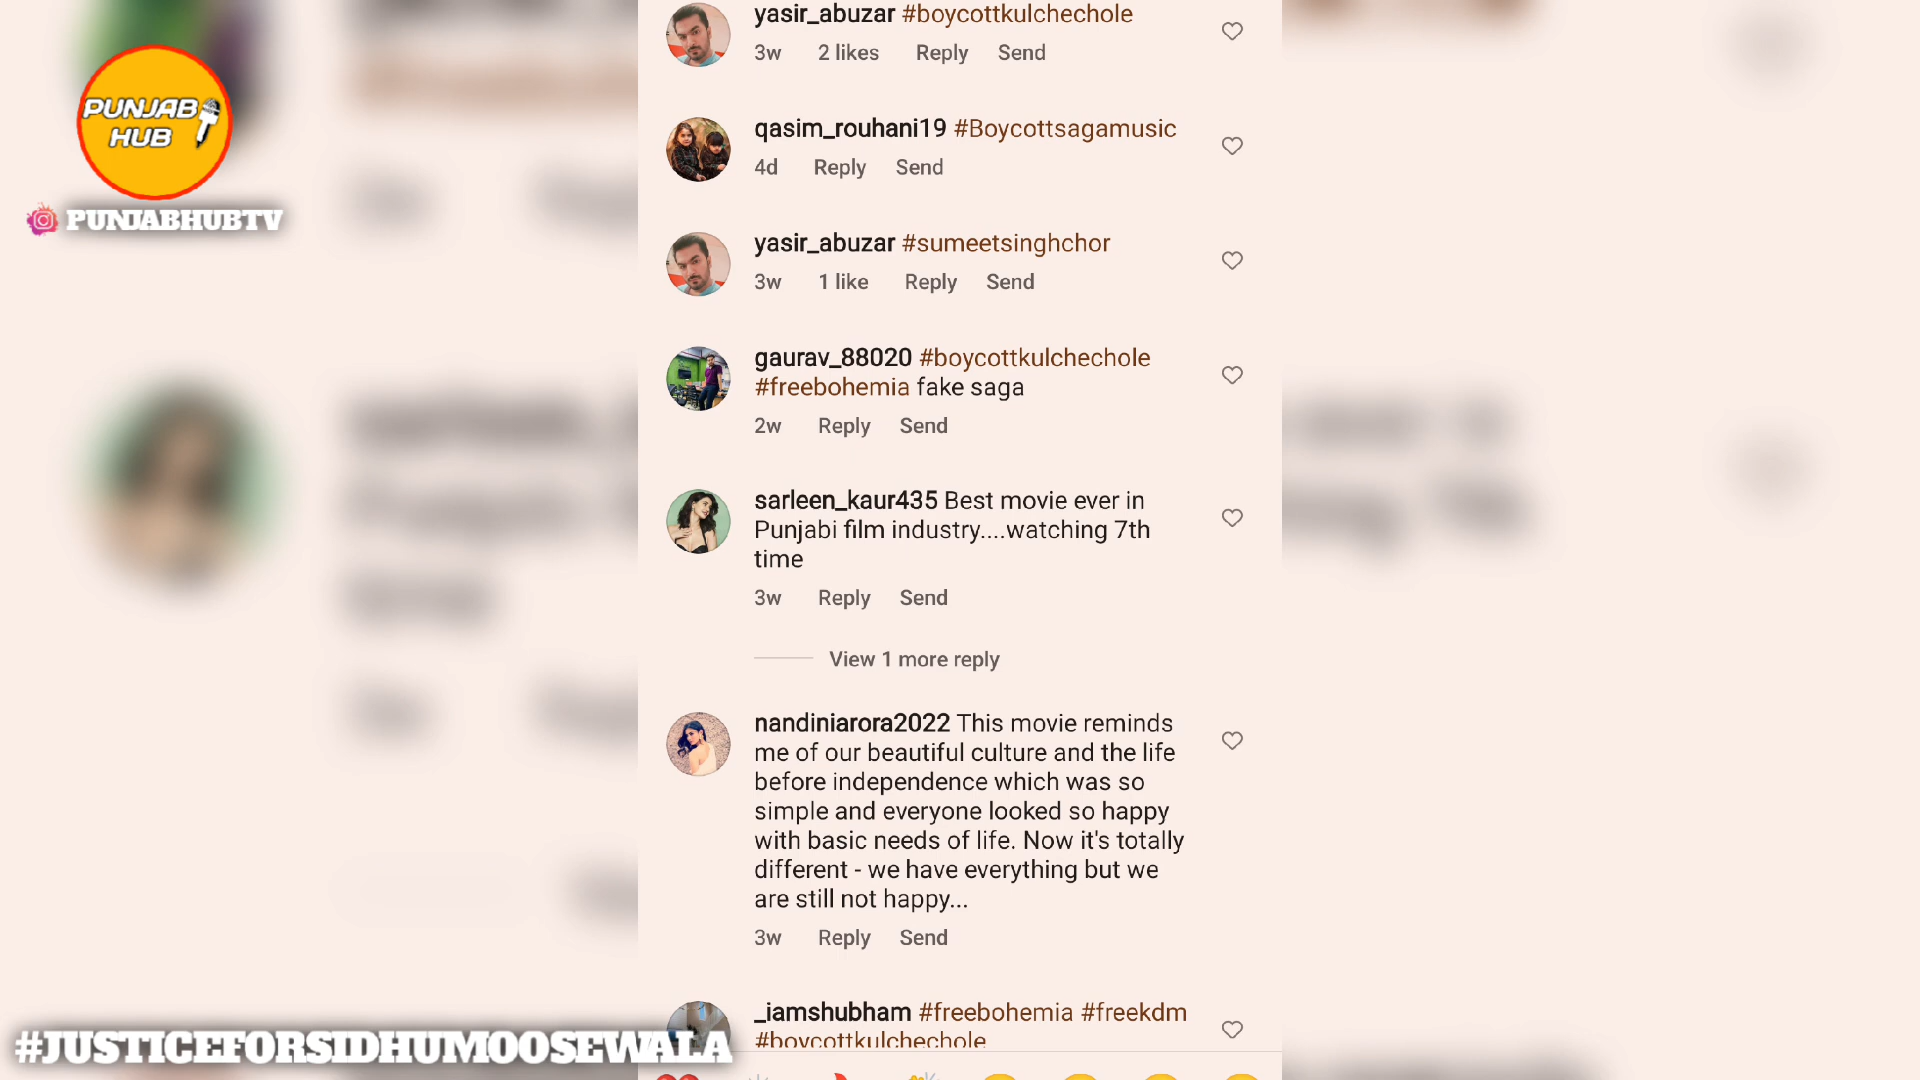 PUNJAB
HUB
PUNJABHUBTV
yasir_abuzar #boycottkulchechole
3w 2 likes Reply Send
qasim_rouhani19 #Boycottsagamusic
4d Reply Send
yasir_abuzar #sumeetsinghchor
3w 1 like Reply Send
gaurav_88020 #boycottkulchechole
#freebohemia fake saga
2w Reply Send
sarleen_kaur435 Best movie ever in
Punjabi film industry....watching 7th
time
3w Reply Send
View 1 more reply
nandiniarora2022 This movie reminds
me of our beautiful culture and the life
before independence which was so
simple and everyone looked so happy
with basic needs of life. Now it's totally
different - we have everything but we
are still not happy...
3w Reply Send
_iamshubham #freebohemia #freekdm
#boycottkulchechole
#JUSTICEFORSIDHUMOOSEWALA